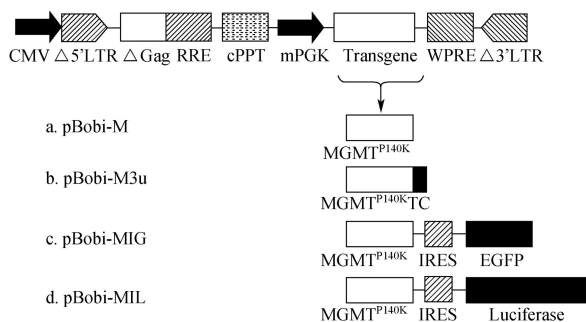 CMV △5'LTR △Gag RRE cPPT mPGK Transgene WPRE △3'LTR
a. pBobi-M
MGMTP140K
b. pBobi-M3u
MGMTP140KTC
c. pBobi-MIG
MGMTP140K IRES EGFP
d. pBobi-MIL
MGMTP140K IRES Luciferase